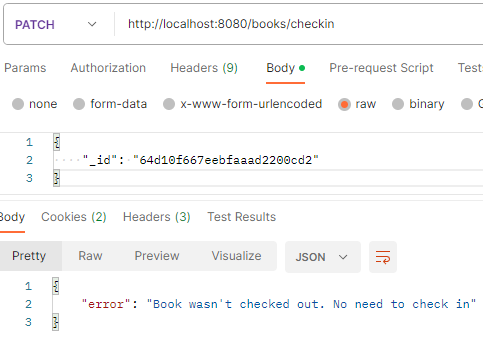 PATCH http://localhost:8080/books/checkin
Params Authorization Headers (9) Body Pre-request Script
none form-data x-www-form-urlencoded raw binary
1 {
2 "_id": "64d10f667eebfaaad2200cd2"
3 }
Body Cookies (2) Headers (3) Test Results
Pretty Raw Preview Visualize JSON
1 {
2 "error": "Book wasn't checked out. No need to check in"
3 }